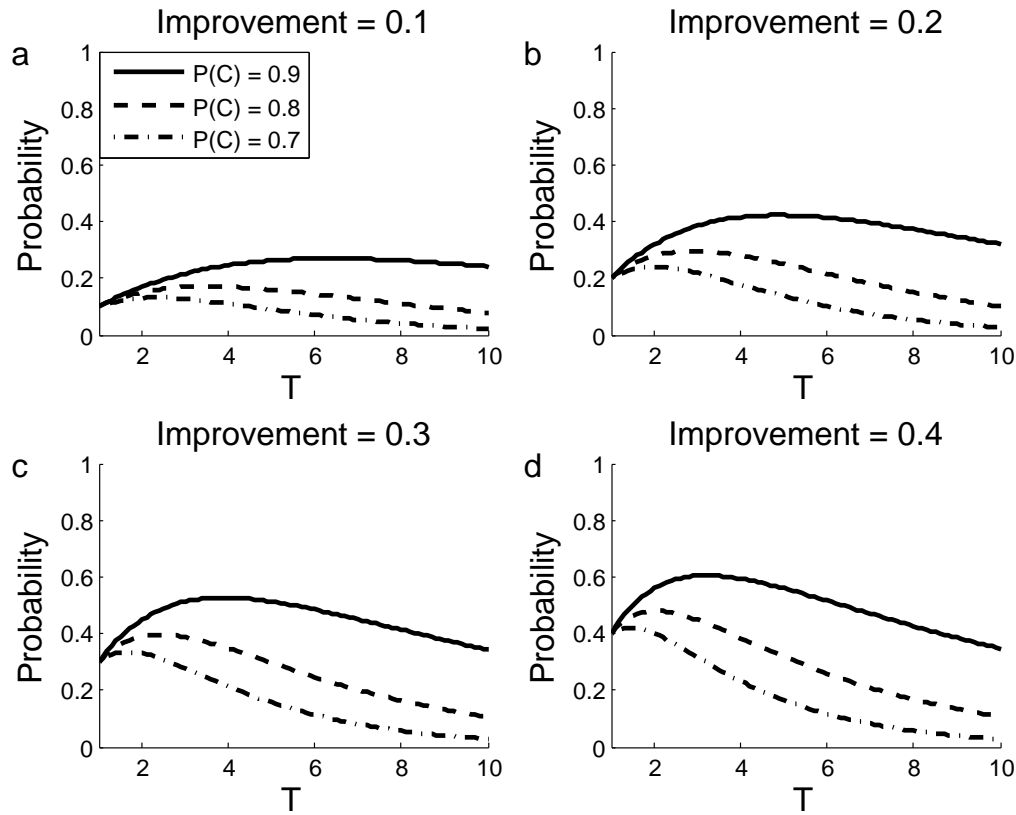 Improvement = 0.1
a
P(C) = 0.9
P(C) = 0.8
P(C) = 0.7
Probability
1
0.8
0.6
0.4
0.2
0
2
4
6
8
10
T
Improvement = 0.2
b
Probability
1
0.8
0.6
0.4
0.2
0
2
4
6
8
10
T
Improvement = 0.3
c
Probability
1
0.8
0.6
0.4
0.2
0
2
4
6
8
10
T
Improvement = 0.4
d
Probability
1
0.8
0.6
0.4
0.2
0
2
4
6
8
10
T